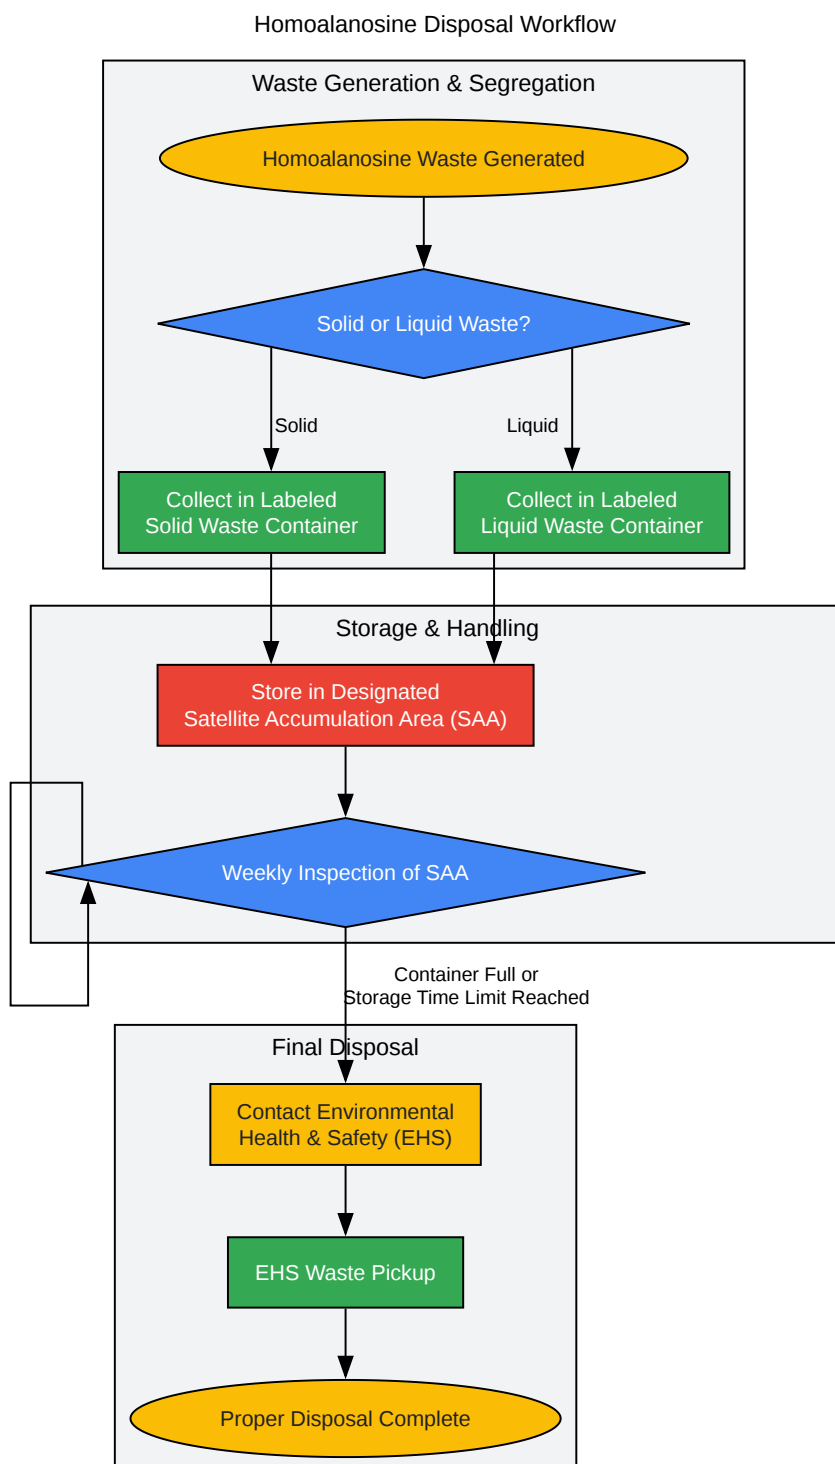 Homoalanosine Disposal Workflow
Waste Generation & Segregation
Homoalanosine Waste Generated
Solid or Liquid Waste?
Solid
Liquid
Collect in Labeled
Solid Waste Container
Collect in Labeled
Liquid Waste Container
Storage & Handling
Store in Designated
Satellite Accumulation Area (SAA)
Weekly Inspection of SAA
Container Full or
Storage Time Limit Reached
Final Disposal
Contact Environmental
Health & Safety (EHS)
EHS Waste Pickup
Proper Disposal Complete